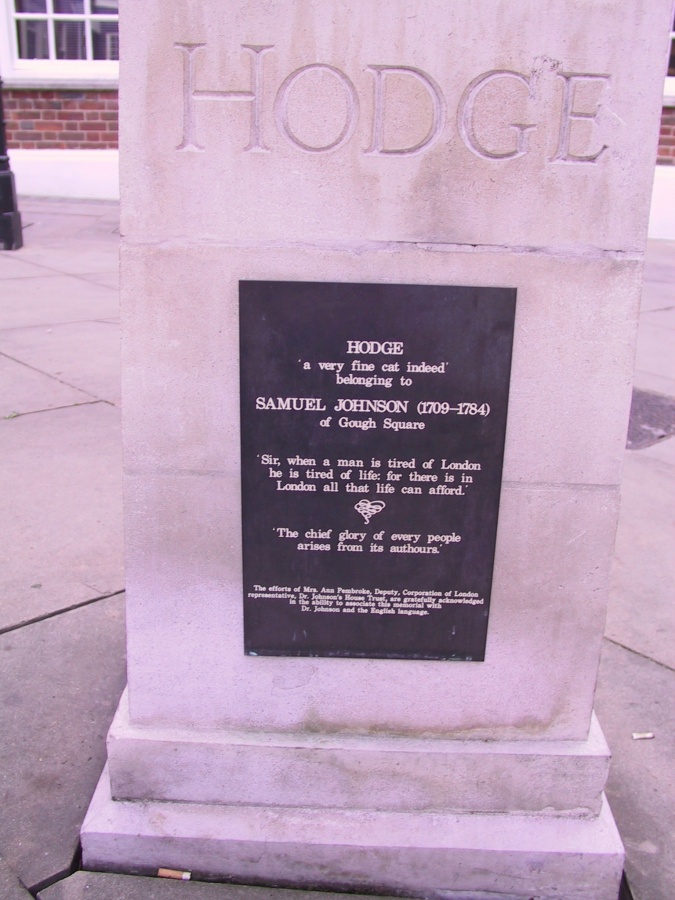 HODGE
HODGE
'a very fine cat indeed'
belonging to
SAMUEL JOHNSON (1709–1784)
of Gough Square
'Sir, when a man is tired of London
he is tired of life: for there is in
London all that life can afford.'
'The chief glory of every people
arises from its authours.'
The efforts of Mrs. Ann Pembroke, Deputy, Corporation of London
representative, Dr. Johnson's House Trust, are gratefully acknowledged
in the ability to associate this memorial with
Dr. Johnson and the English language.